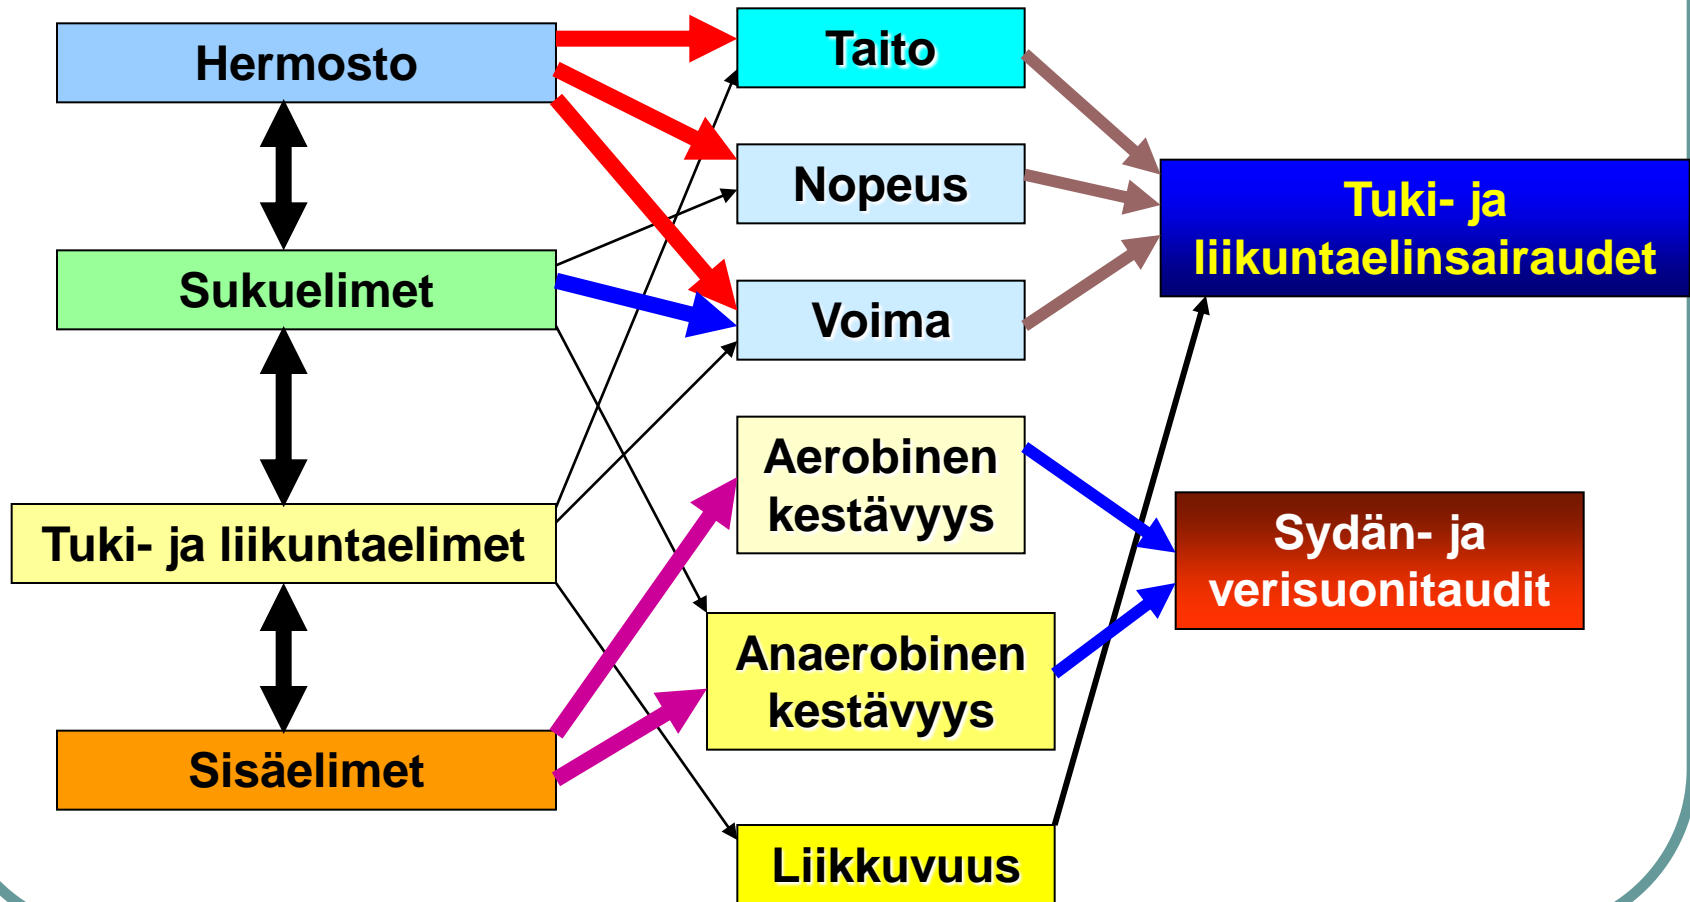 Hermosto
Sukuelimet
Tuki- ja liikuntaelimet
Sisäelimet
Taito
Nopeus
Voima
Aerobinen
kestävyys
Anaerobinen
kestävyys
Liikkuvuus
Tuki- ja
liikuntaelinsairaudet
Sydän- ja
verisuonitaudit